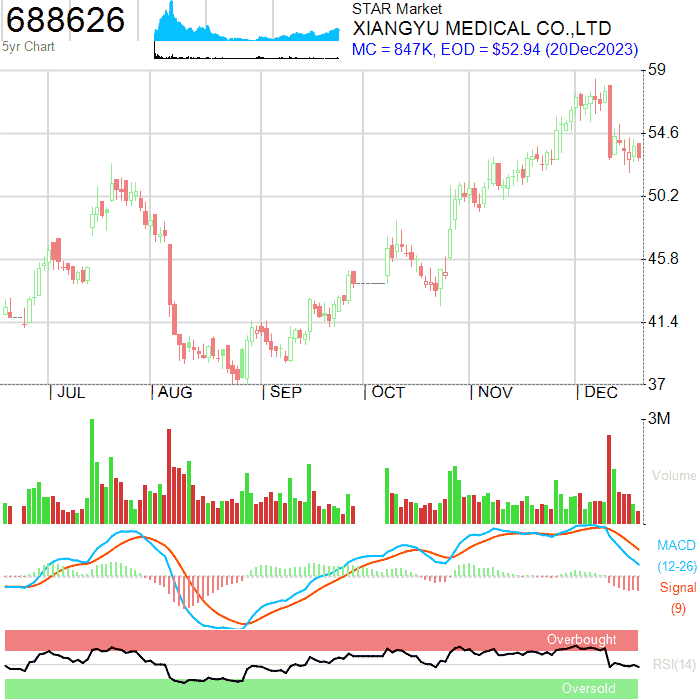 688626
5yr Chart
STAR Market
XIANGYU MEDICAL CO.,LTD
MC = 847K, EOD = $52.94 (20Dec2023)
59
54.6
50.2
45.8
41.4
37
JUL
AUG
SEP
OCT
NOV
DEC
3M
Volume
MACD
(12-26)
Signal
(9)
Overbought
RSI(14)
Oversold